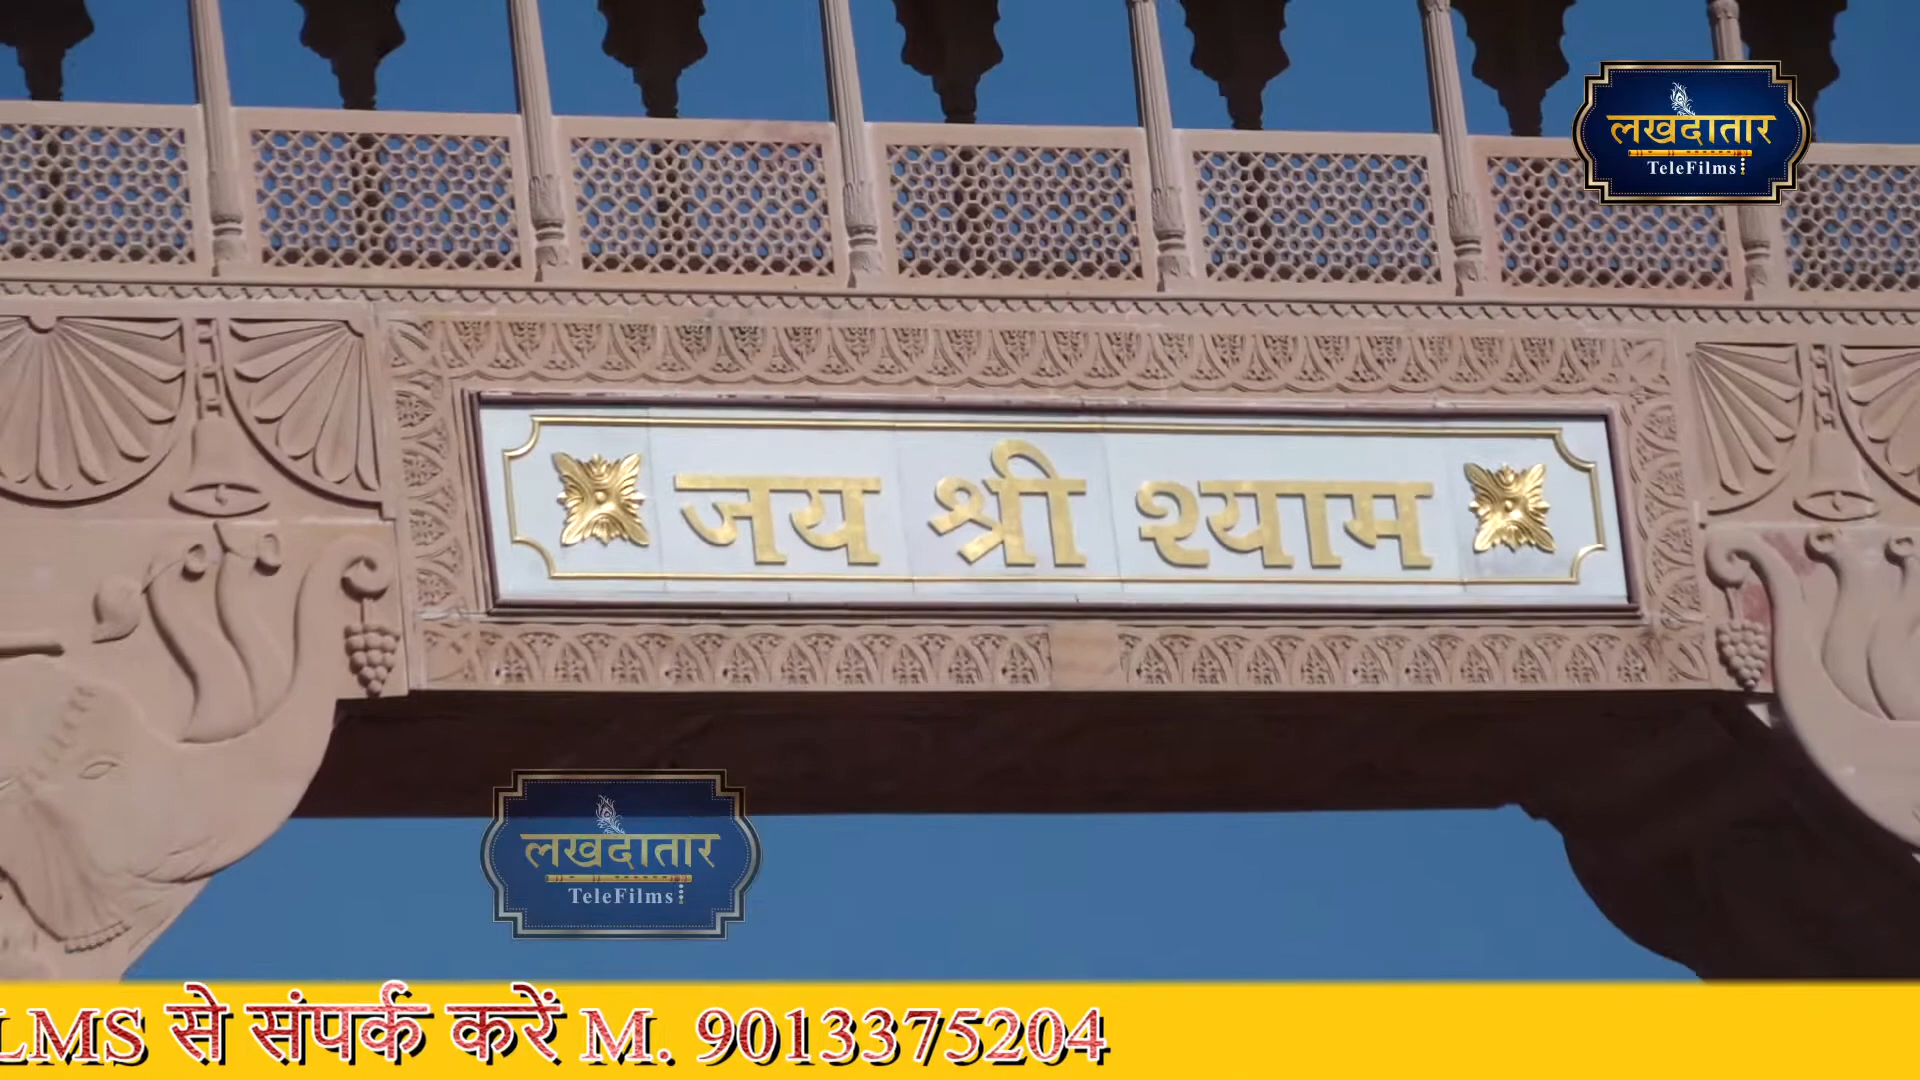 लखदातार
TeleFilms
जय श्री श्याम
लखदातार
TeleFilms
LMS से संपर्क करें M. 9013375204